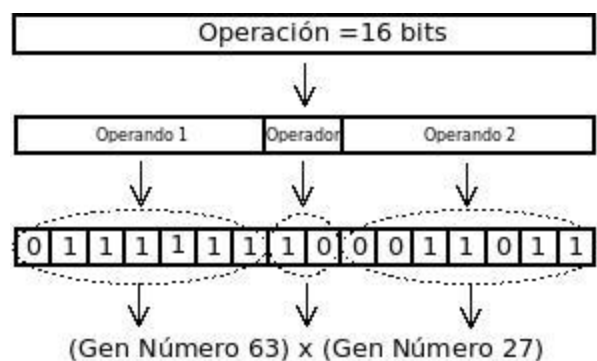 Operación =16 bits
Operando 1 Operador Operando 2
0 1 1 1 1 1 1 1 0 0 0 1 1 0 1 1
(Gen Número 63) x (Gen Número 27)